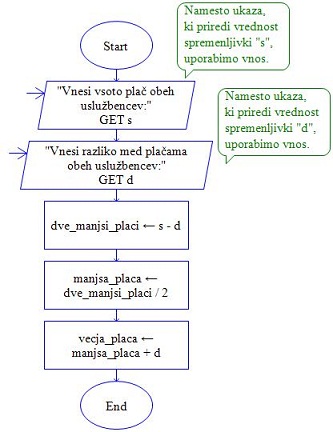 Namesto ukaza,
ki priredi vrednost
spremenljivki "s",
uporabimo vnos.
Start
"Vnesi vsoto plač obeh
uslužbencev:"
GET s
Namesto ukaza,
ki priredi vrednost
spremenljivki "d",
uporabimo vnos.
"Vnesi razliko med plačama
obeh uslužbencev:"
GET d
dve_manjsi_placi ← s - d
manjsa_placa ←
dve_manjsi_placi / 2
vecja_placa ←
manjsa_placa + d
End